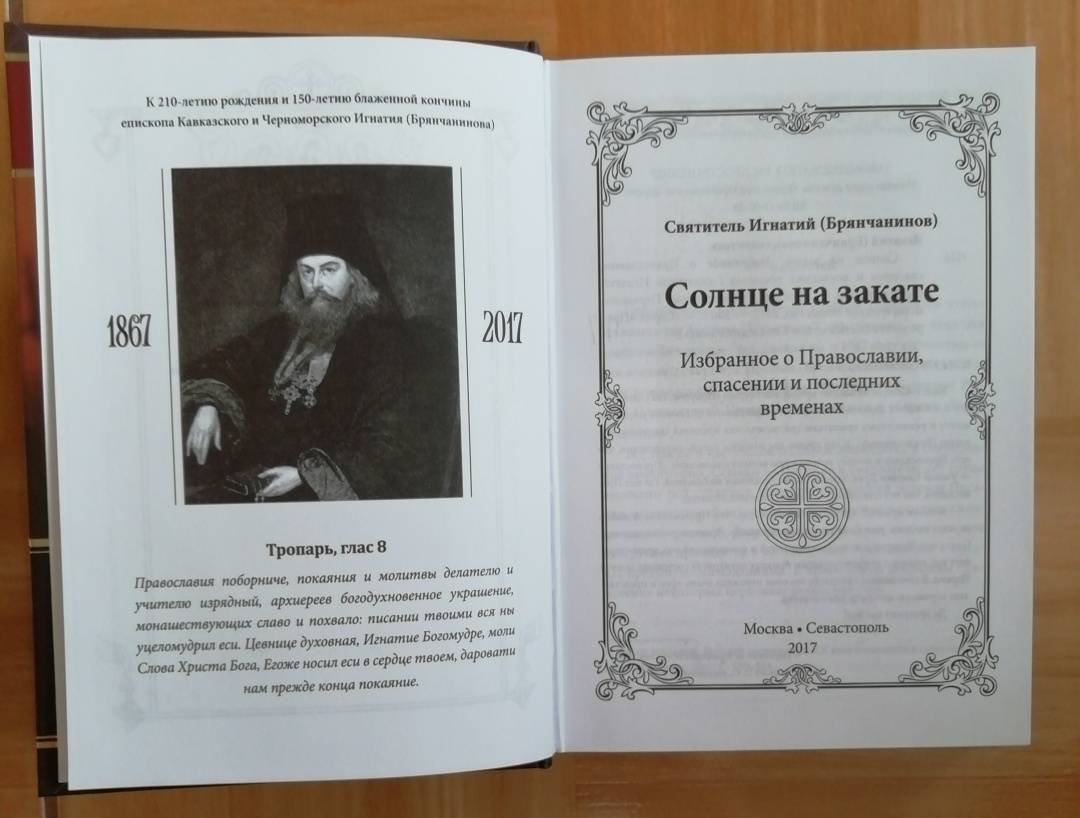 К 210-летию рождения и 150-летию блаженной кончины
епископа Кавказского и Черноморского Игнатия (Брянчанинова)
1867
2017
Тропарь, глас 8
Православия поборниче, покаяния и молитвы делателю и
учителю изрядный, архиереев богодухновенное украшение,
монашествующих славо и похвало: писании твоими вся ны
уцеломудрил еси. Цевнице духовная, Игнатие Богомудре, моли
Слова Христа Бога, Егоже носил еси в сердце твоем, даровати
нам прежде конца покаяние.
Святитель Игнатий (Брянчанинов)
Солнце на закате
Избранное о Православии,
спасении и последних
временах
Москва • Севастополь
2017